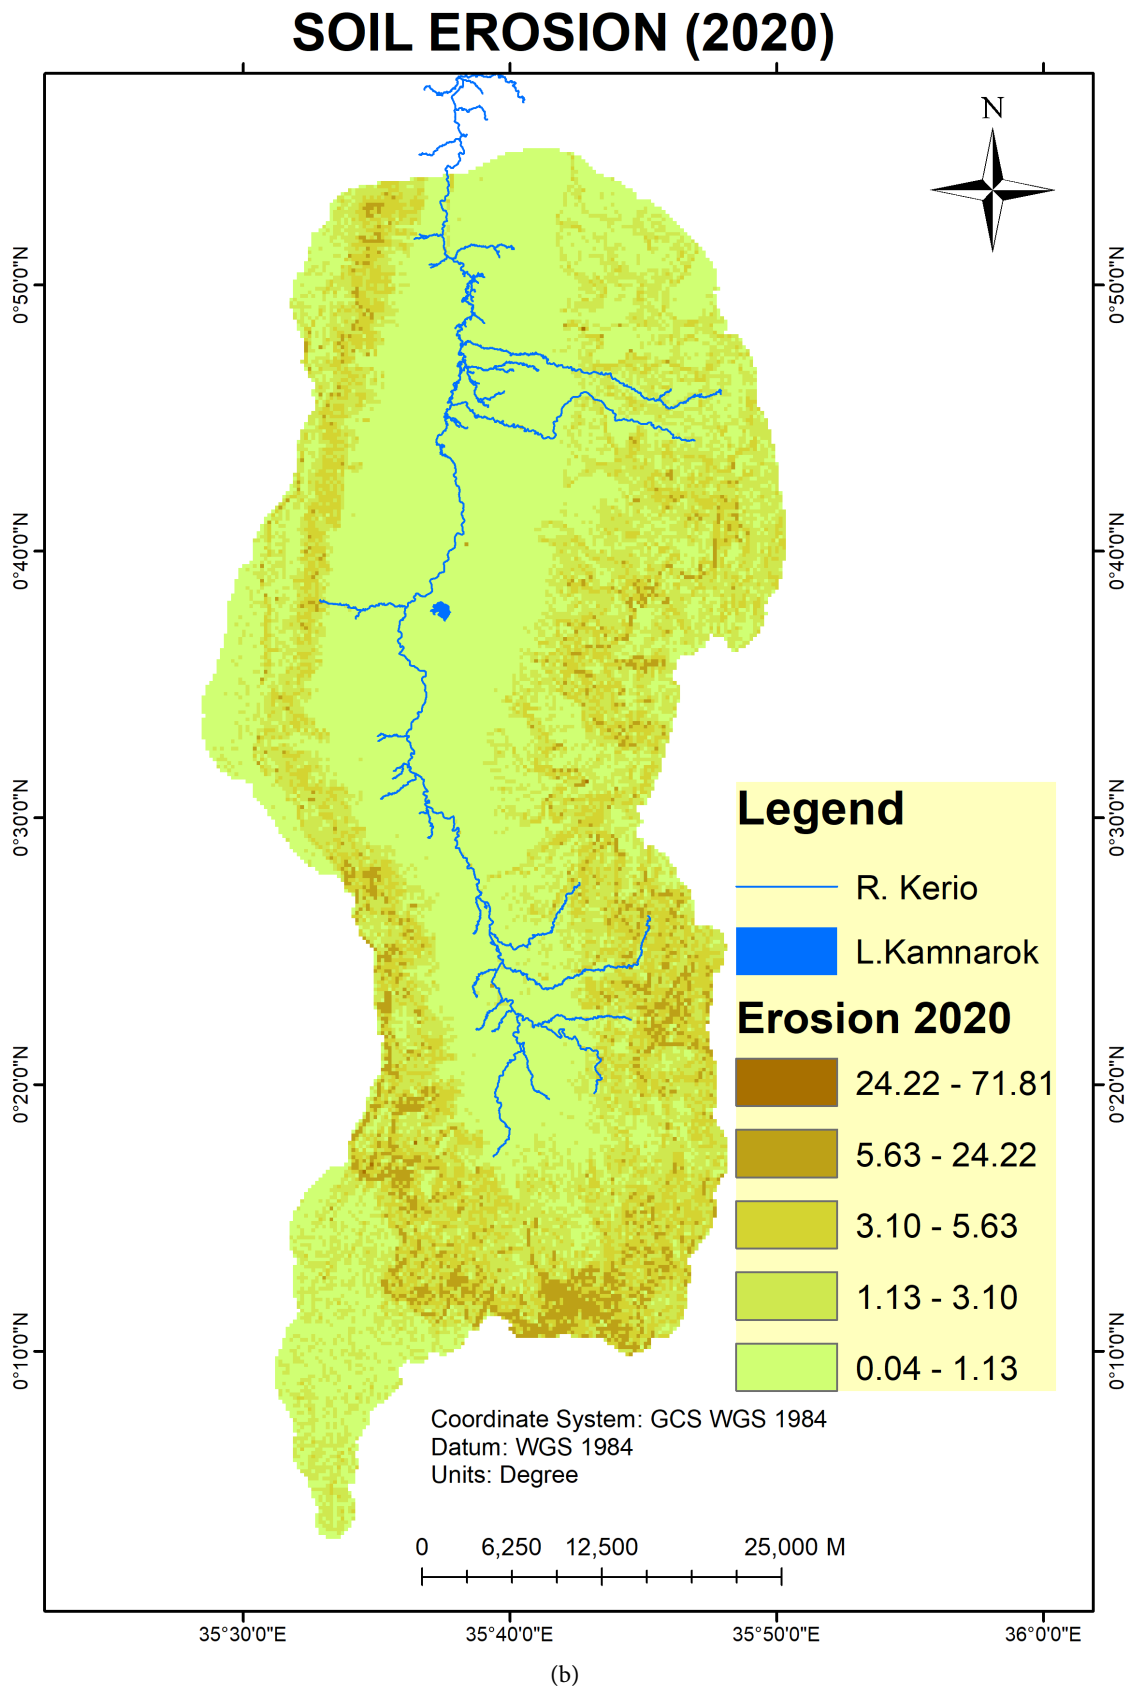 SOIL EROSION (2020)
N
0°50'0"N
0°50'0"N
0°40'0"N
0°40'0"N
0°30'0"N
0°30'0"N
0°20'0"N
0°20'0"N
0°10'0"N
0°10'0"N
Legend
R. Kerio
L.Kamnarok
Erosion 2020
24.22 - 71.81
5.63 - 24.22
3.10 - 5.63
1.13 - 3.10
0.04 - 1.13
Coordinate System: GCS WGS 1984
Datum: WGS 1984
Units: Degree
0 6,250 12,500 25,000 M
35°30'0"E 35°40'0"E 35°50'0"E 36°0'0"E
(b)